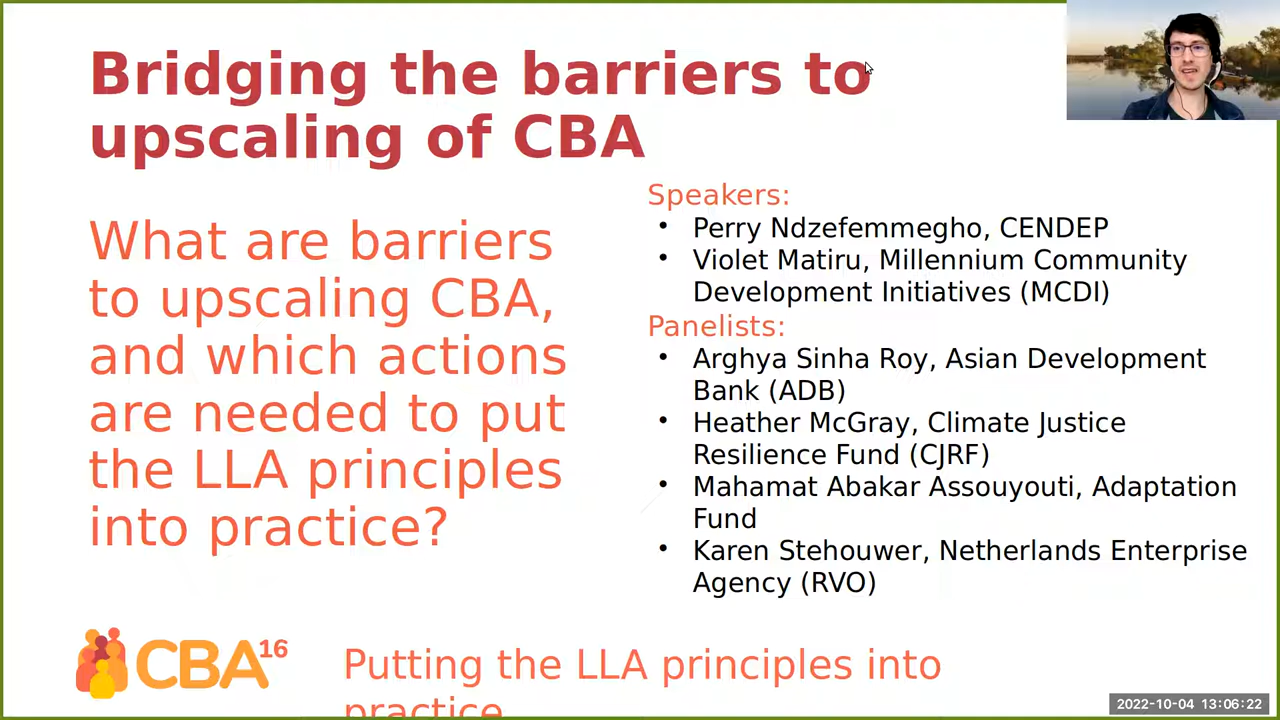 Bridging the barriers to
upscaling of CBA
What are barriers
to upscaling CBA,
and which actions
are needed to put
the LLA principles
into practice?
Speakers:
• Perry Ndzefemmegho, CENDEP
• Violet Matiru, Millennium Community
Development Initiatives (MCDI)
Panelists:
• Arghya Sinha Roy, Asian Development
Bank (ADB)
• Heather McGray, Climate Justice
Resilience Fund (CJRF)
• Mahamat Abakar Assouyouti, Adaptation
Fund
• Karen Stehouwer, Netherlands Enterprise
Agency (RVO)
CBA16
Putting the LLA principles into
practice
2022-10-04 13:06:22